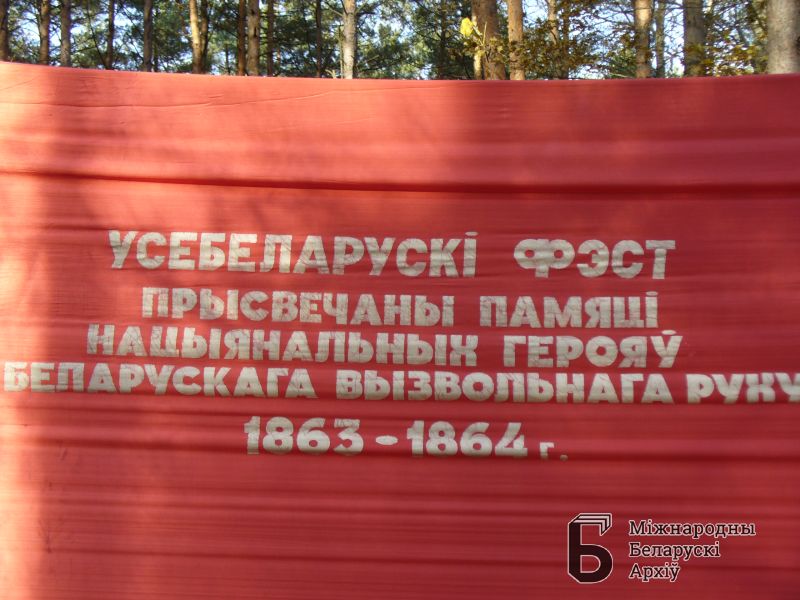 УСЕБЕЛАРУСКІ ФЭСТ
ПРЫСВЕЧАНЫ ПАМЯЦІ
НАЦЫЯНАЛЬНЫХ ГЕРОЯЎ
БЕЛАРУСКАГА ВЫЗВОЛЬНАГА РУХУ
1863-1864 г.
Б Міжнародны
Беларускі
Архіў